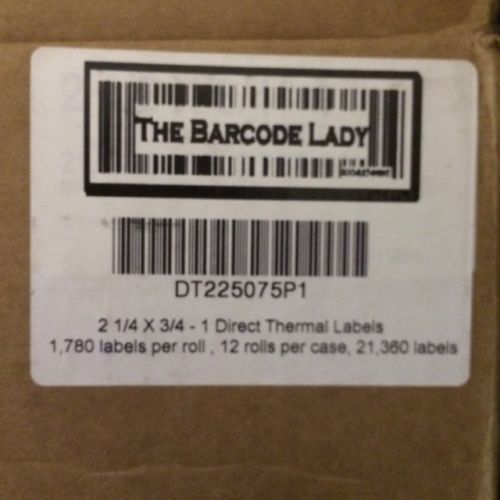 THE BARCODE LADY
DT225075P1
2 1/4 X 3/4 - 1 Direct Thermal Labels
1,780 labels per roll , 12 rolls per case, 21,360 labels